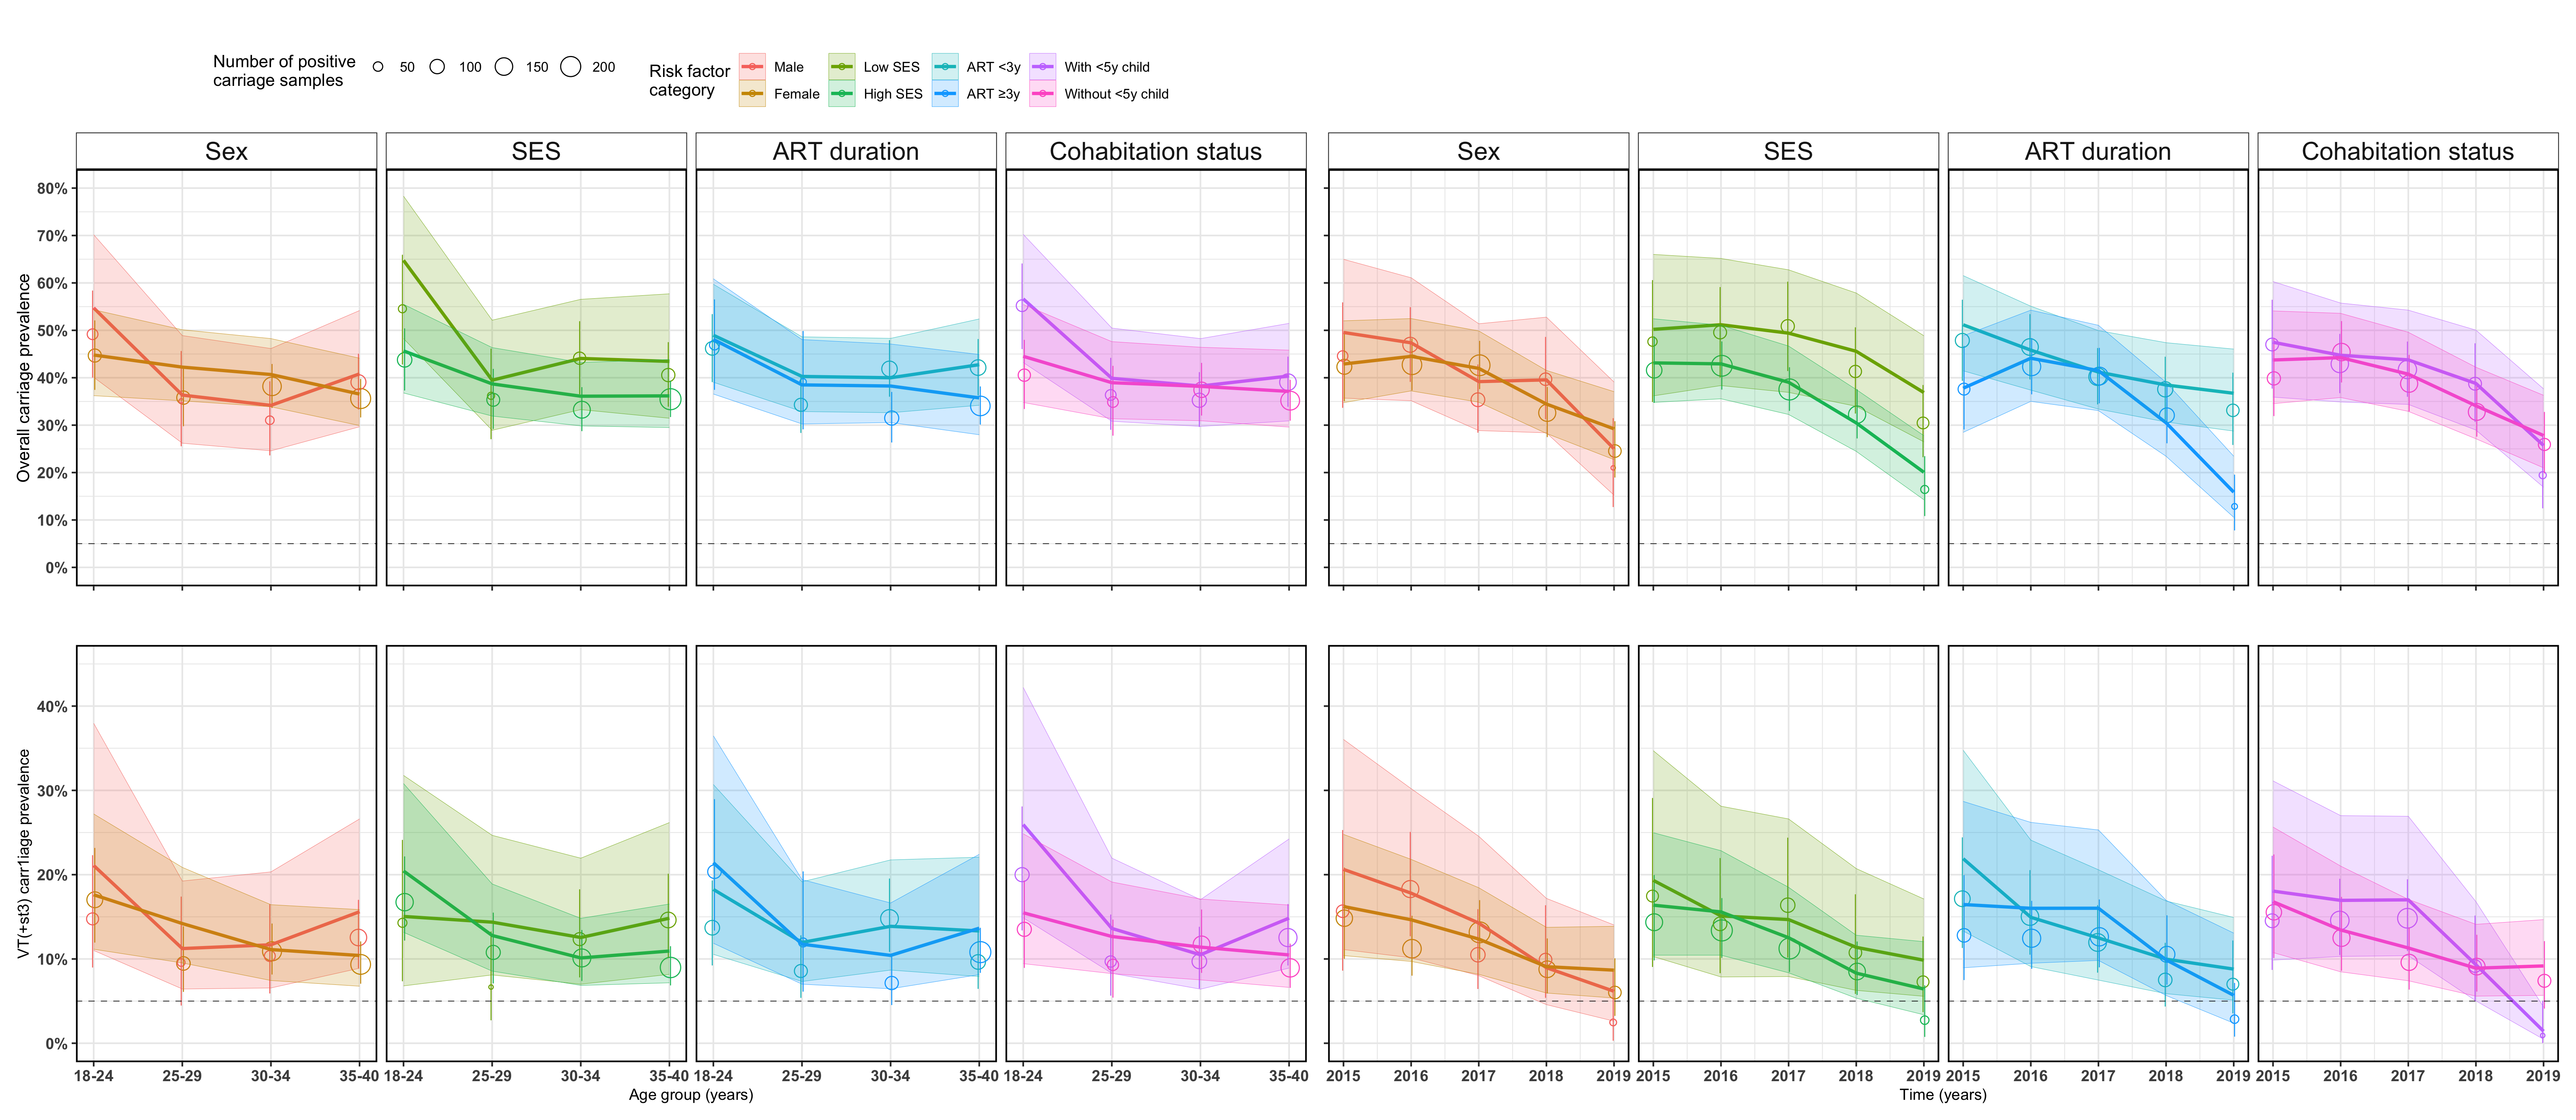 Number of positive
carriage samples
50 100 150 200
Risk factor
category
Male Low SES ART <3y With <5y child
Female High SES ART ≥3y Without <5y child
Sex SES ART duration Cohabitation status Sex SES ART duration Cohabitation status
Overall carriage prevalence
80%
70%
60%
50%
40%
30%
20%
10%
0%
VT(+st3) carr1iage prevalence
40%
30%
20%
10%
0%
18-24 25-29 30-34 35-40 18-24 25-29 30-34 35-40 18-24 25-29 30-34 35-40 18-24 25-29 30-34 35-40 2015 2016 2017 2018 2019 2015 2016 2017 2018 2019 2015 2016 2017 2018 2019 2015 2016 2017 2018 2019
Age group (years) Time (years)